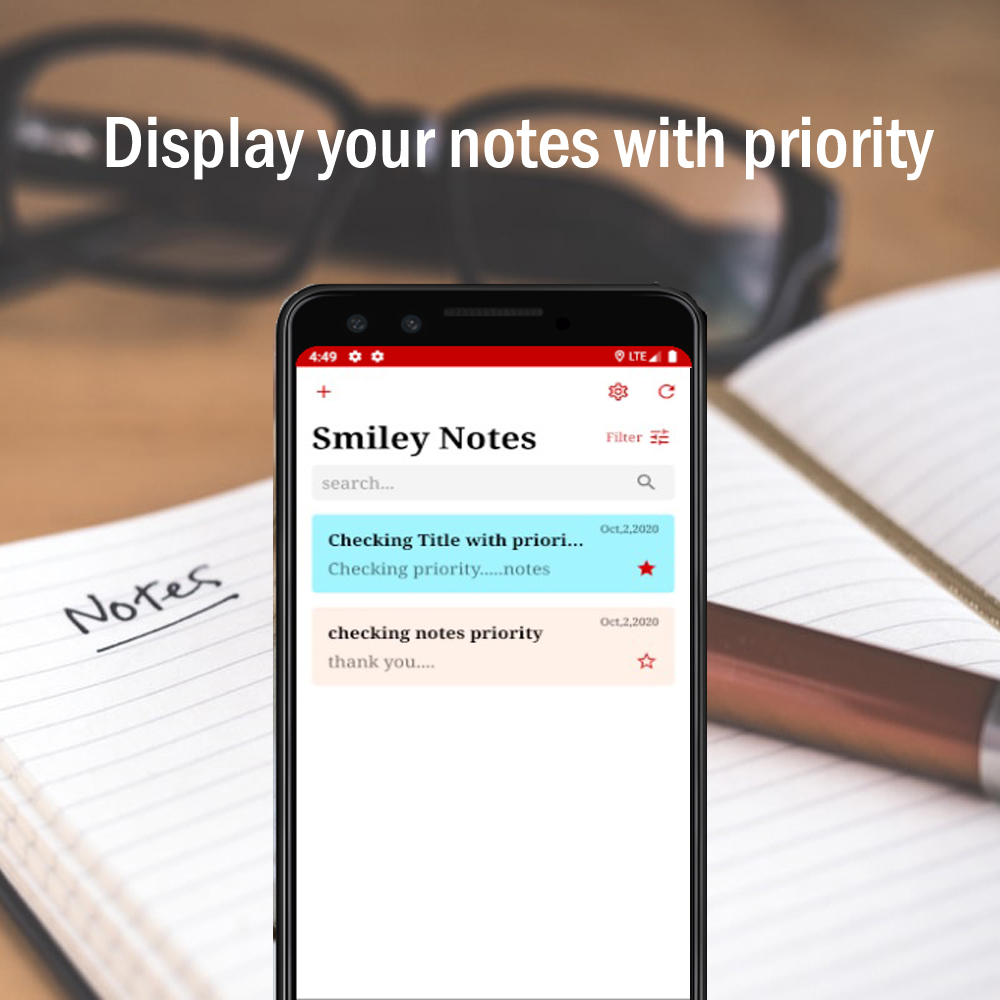 Display your notes with priority
4:49
LTE
Smiley Notes
Filter
search...
Oct,2,2020
Checking Title with priori...
Checking priority.....notes
Oct,2,2020
checking notes priority
thank you....
Notes